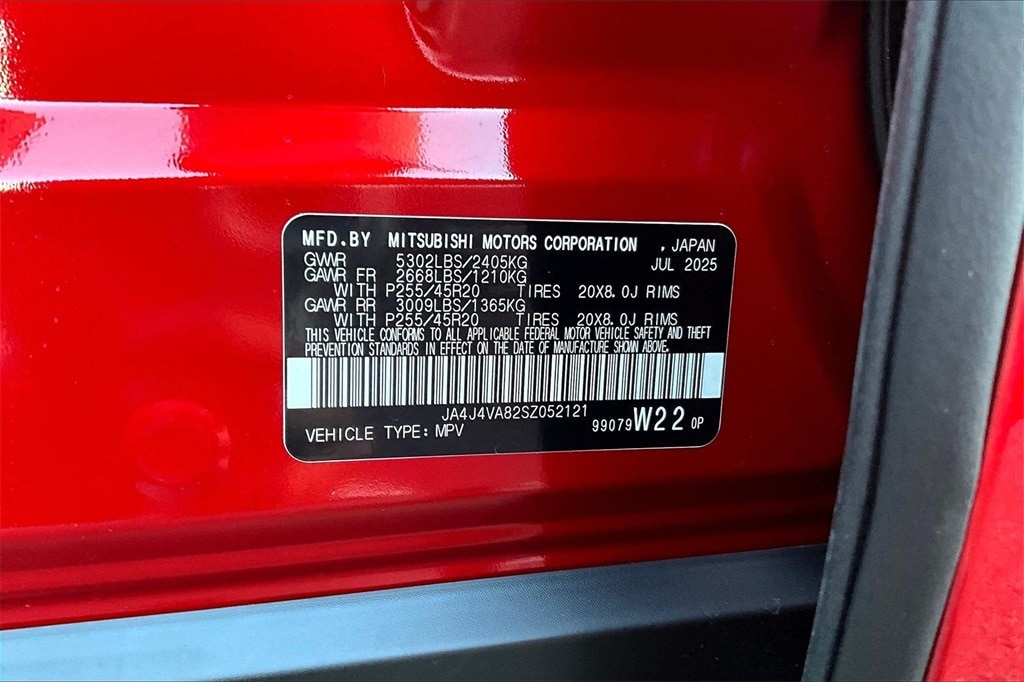 MFD.BY MITSUBISHI MOTORS CORPORATION , JAPAN
GVWR 5302LBS/2405KG JUL 2025
GAWR FR 2668LBS/1210KG
WITH P255/45R20 TIRES 20X8.0J RIMS
GAWR RR 3009LBS/1365KG
WITH P255/45R20 TIRES 20X8.0J RIMS
THIS VEHICLE CONFORMS TO ALL APPLICABLE FEDERAL MOTOR VEHICLE SAFETY AND THEFT
PREVENTION STANDARDS IN EFFECT ON THE DATE OF MANUFACTURE SHOWN ABOVE.
JA4J4VA82SZ052121
VEHICLE TYPE: MPV 99079 W22 0P